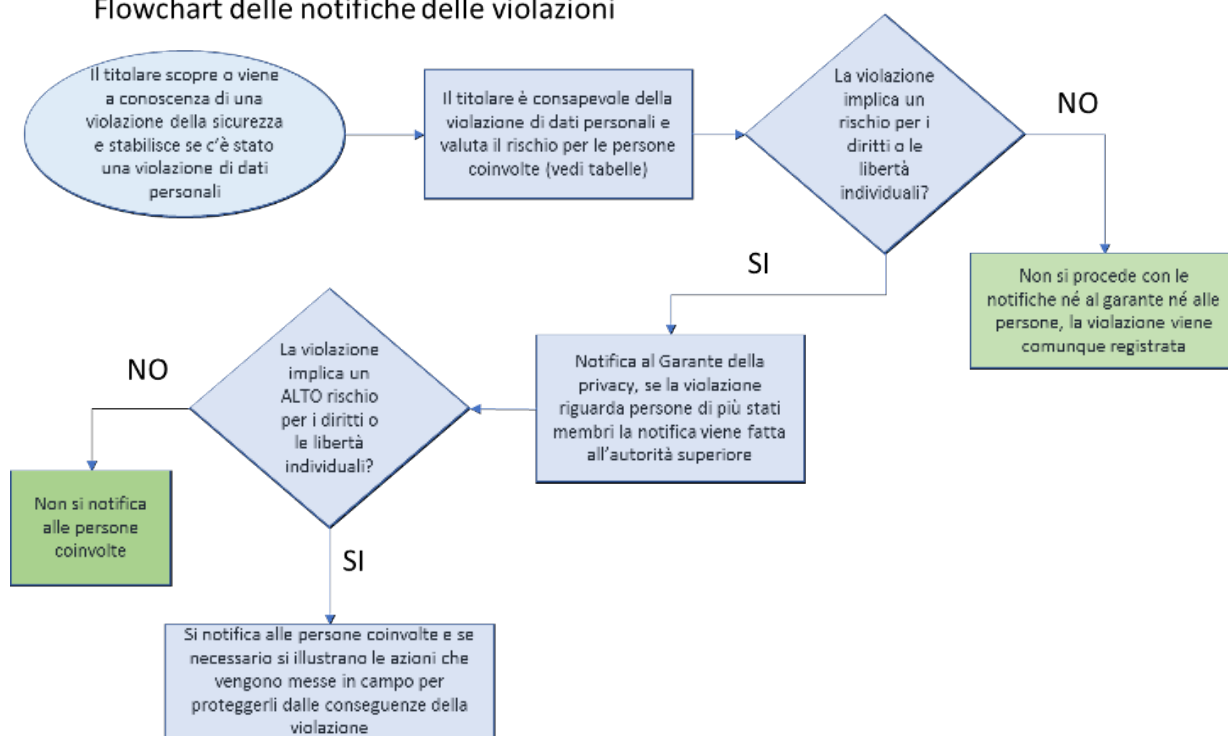 Flowchart delle notifiche delle violazioni
Il titolare scopre o viene
a conoscenza di una
violazione della sicurezza
e stabilisce se c'è stato
una violazione di dati
personali
Il titolare è consapevole della
violazione di dati personali e
valuta il rischio per le persone
coinvolte (vedi tabelle)
La violazione
implica un
rischio per i
diritti o le
libertà
individuali?
NO
Non si procede con le
notifiche né al garante né alle
persone, la violazione viene
comunque registrata
SI
Notifica al Garante della
privacy, se la violazione
riguarda persone di più stati
membri la notifica viene fatta
all'autorità superiore
La violazione
implica un
ALTO rischio
per i diritti o
le libertà
individuali?
NO
Non si notifica
alle persone
coinvolte
SI
Si notifica alle persone coinvolte e se
necessario si illustrano le azioni che
vengono messe in campo per
proteggerli dalle conseguenze della
violazione